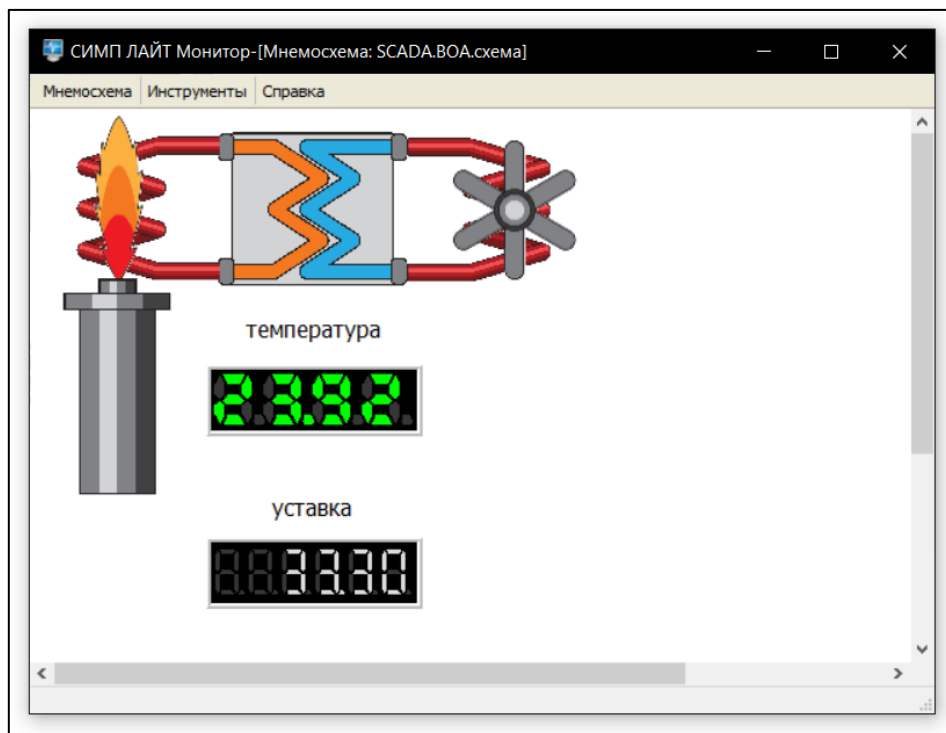 СИМП ЛАЙТ Монитор-[Мнемосхема: SCADA.BOA.схема]
Мнемосхема Инструменты Справка
температура
23.92
уставка
33.30